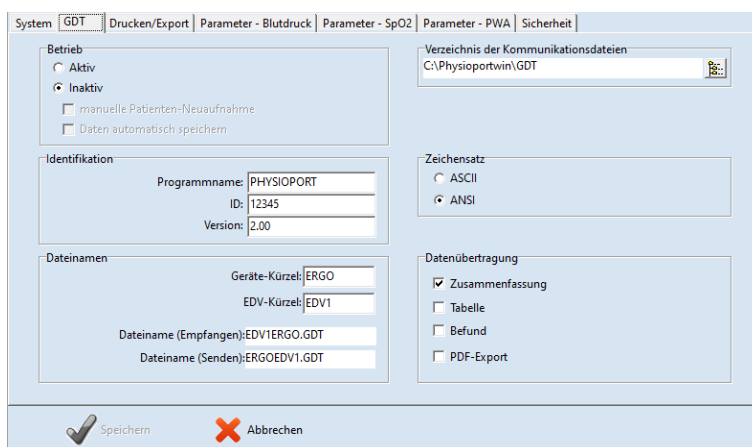 System GDT Drucken/Export Parameter - Blutdruck Parameter - SpO2 Parameter - PWA Sicherheit
Betrieb
Aktiv
Inaktiv
manuelle Patienten-Neuaufnahme
Daten automatisch speichern
Verzeichnis der Kommunikationsdateien
C:\Physioportwin\GDT
Identifikation
Programmname: PHYSIOPORT
ID: 12345
Version: 2.00
Zeichensatz
ASCII
ANSI
Dateinamen
Geräte-Kürzel: ERGO
EDV-Kürzel: EDV1
Dateiname (Empfangen): EDV1ERGO.GDT
Dateiname (Senden): ERGOEDV1.GDT
Datenübertragung
Zusammenfassung
Tabelle
Befund
PDF-Export
Speichern Abbrechen